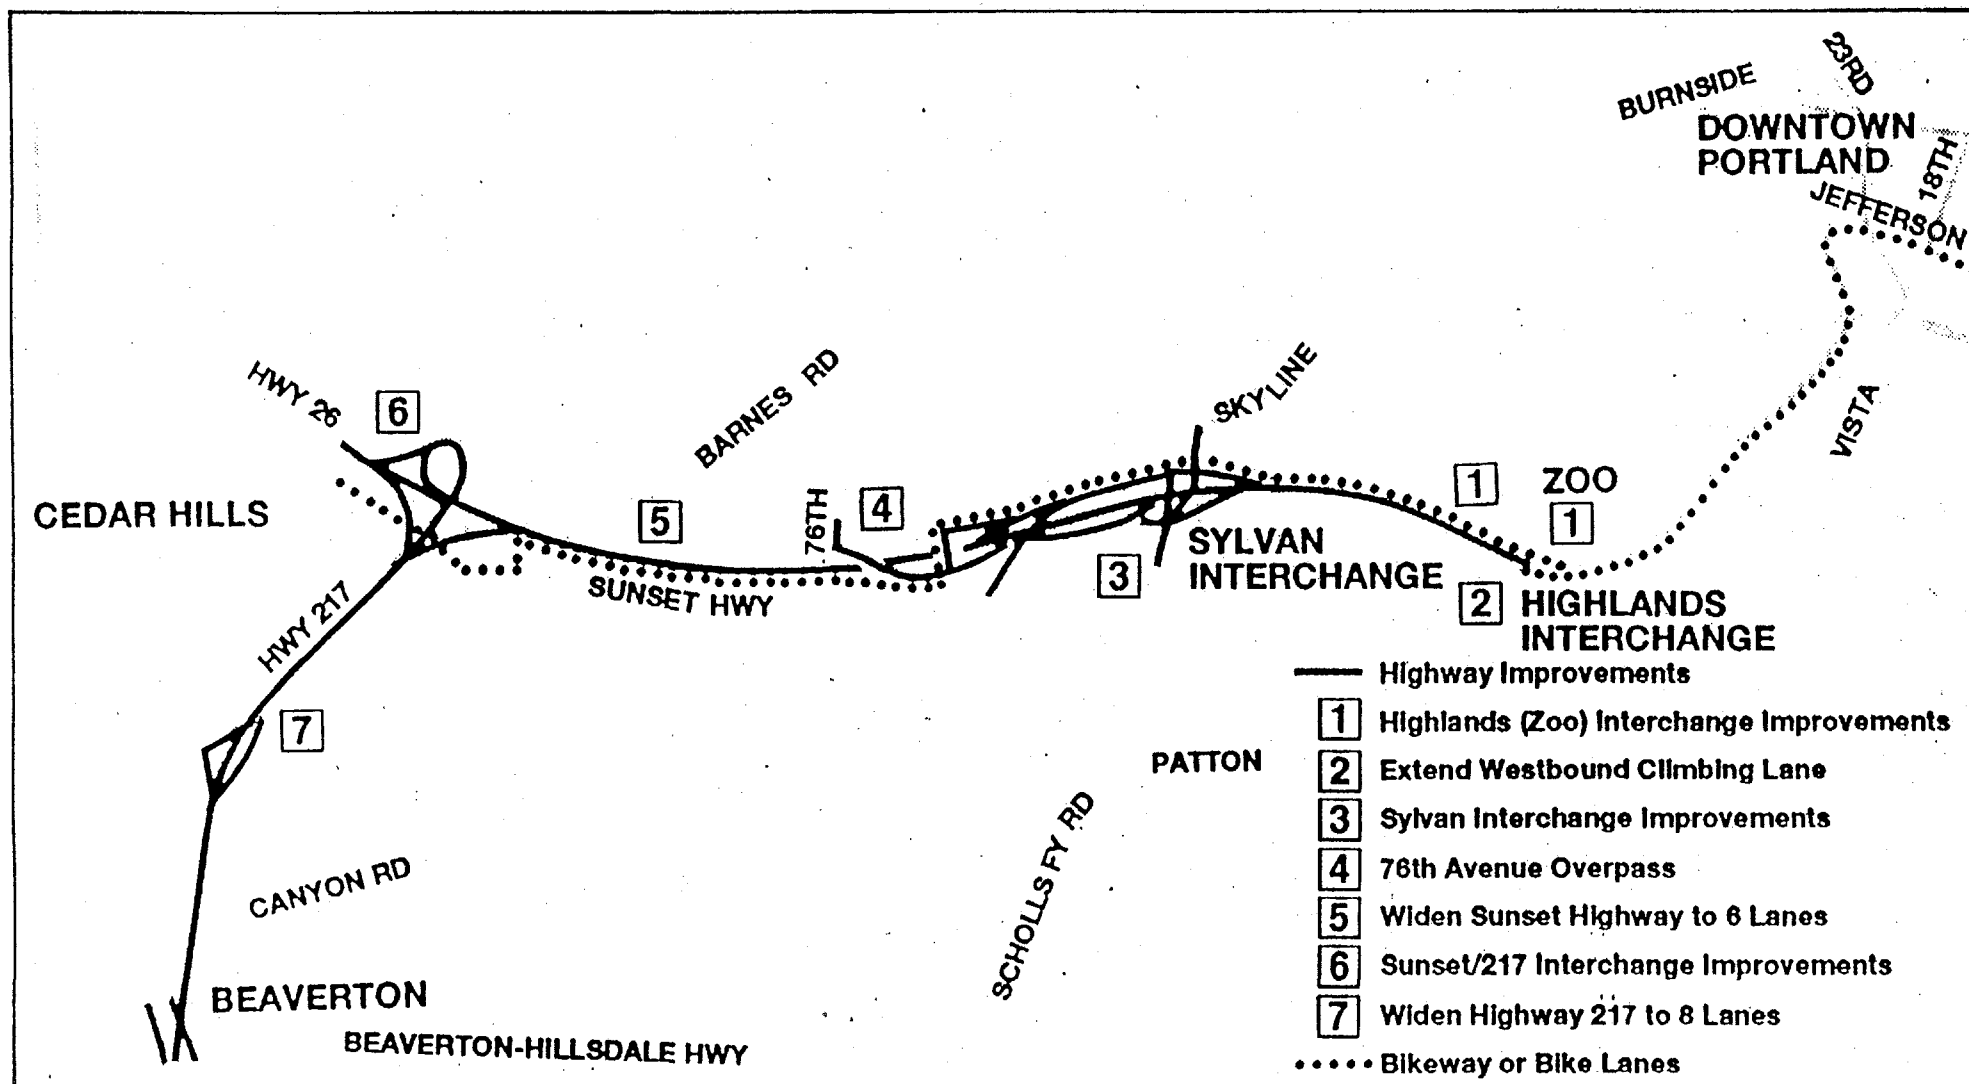 23RD
BURNSIDE
DOWNTOWN
PORTLAND
18TH
JEFFERSON
VISTA
SKYLINE
BARNES RD
HWY 26
6
CEDAR HILLS
5
76TH
4
1
ZOO
1
SYLVAN
INTERCHANGE
3
SUNSET HWY
2
HIGHLANDS
INTERCHANGE
HWY 217
7
PATTON
SCHOLLS FY RD
CANYON RD
BEAVERTON
BEAVERTON-HILLSDALE HWY
Highway Improvements
1 Highlands (Zoo) Interchange Improvements
2 Extend Westbound Climbing Lane
3 Sylvan Interchange Improvements
4 76th Avenue Overpass
5 Widen Sunset Highway to 6 Lanes
6 Sunset/217 Interchange Improvements
7 Widen Highway 217 to 8 Lanes
Bikeway or Bike Lanes